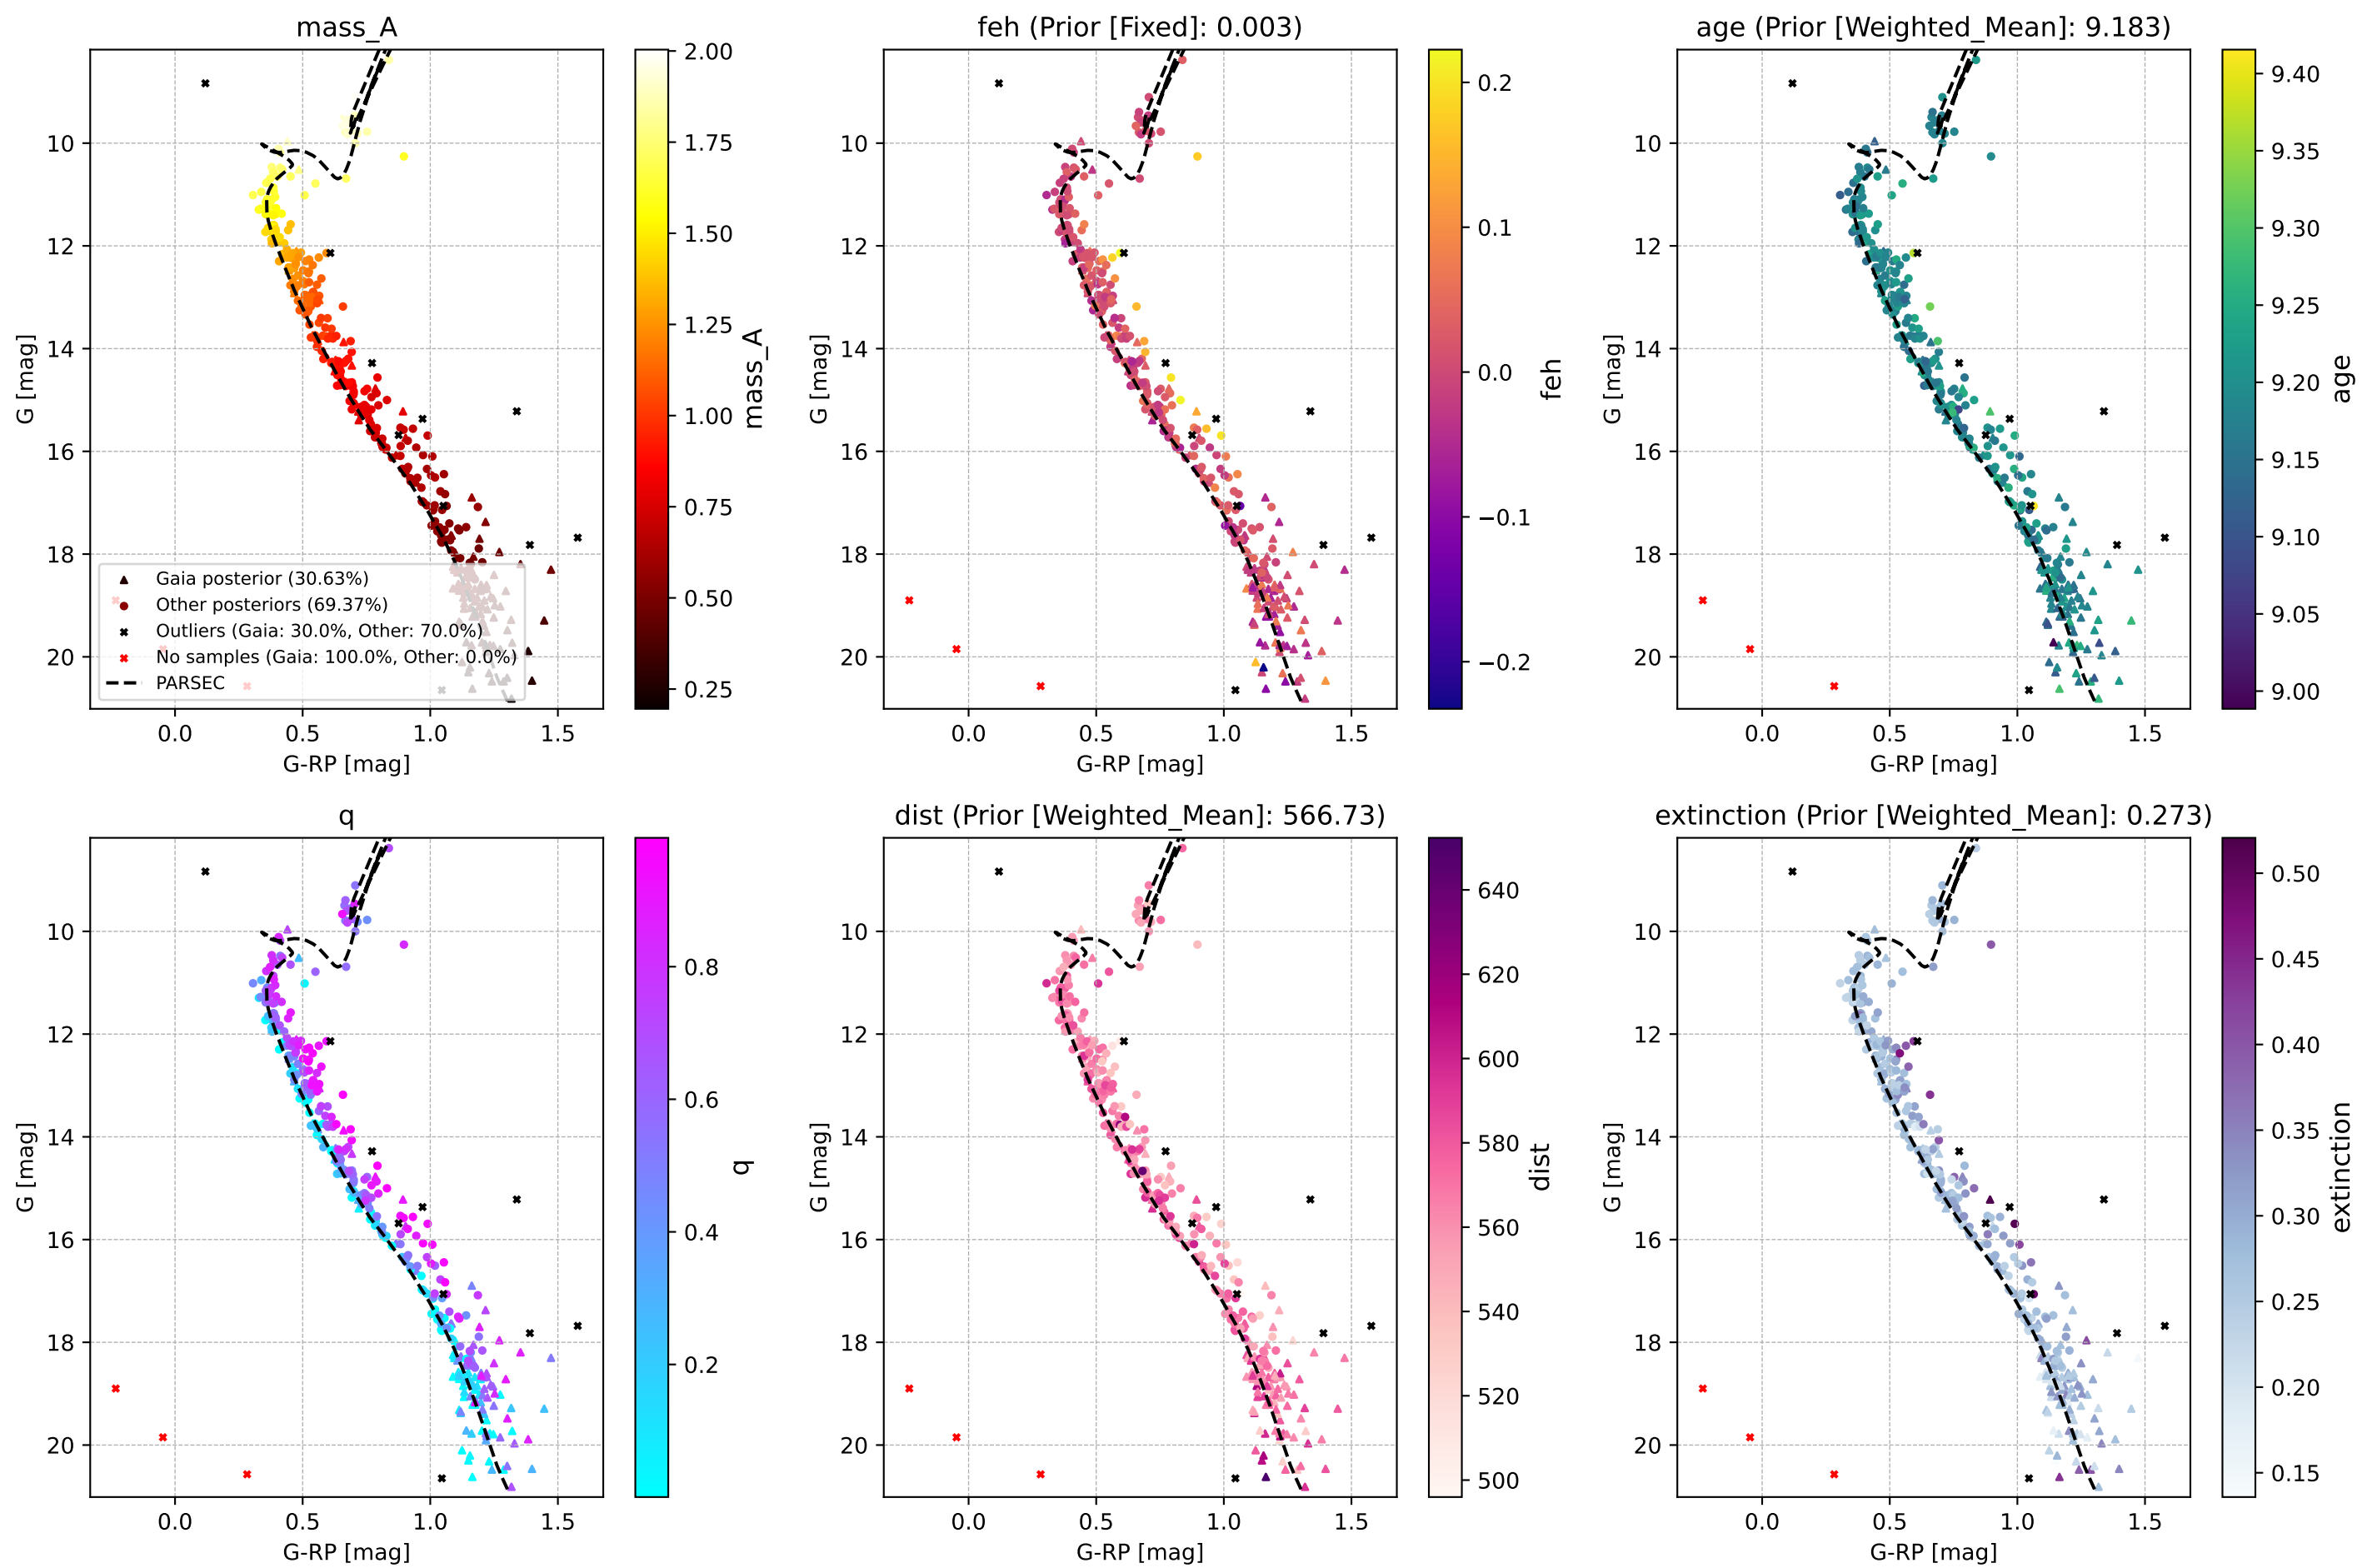 mass_A
G [mag]
10
12
14
16
18
20
Gaia posterior (30.63%)
Other posteriors (69.37%)
Outliers (Gaia: 30.0%, Other: 70.0%)
No samples (Gaia: 100.0%, Other: 0.0%)
PARSEC
0.0 0.5 1.0 1.5
G-RP [mag]
2.00
1.75
1.50
1.25
1.00
0.75
0.50
0.25
mass_A
feh (Prior [Fixed]: 0.003)
G [mag]
10
12
14
16
18
20
0.0 0.5 1.0 1.5
G-RP [mag]
0.2
0.1
0.0
−0.1
−0.2
feh
age (Prior [Weighted_Mean]: 9.183)
G [mag]
10
12
14
16
18
20
0.0 0.5 1.0 1.5
G-RP [mag]
9.40
9.35
9.30
9.25
9.20
9.15
9.10
9.05
9.00
age
q
G [mag]
10
12
14
16
18
20
0.0 0.5 1.0 1.5
G-RP [mag]
0.8
0.6
0.4
0.2
q
dist (Prior [Weighted_Mean]: 566.73)
G [mag]
10
12
14
16
18
20
0.0 0.5 1.0 1.5
G-RP [mag]
640
620
600
580
560
540
520
500
dist
extinction (Prior [Weighted_Mean]: 0.273)
G [mag]
10
12
14
16
18
20
0.0 0.5 1.0 1.5
G-RP [mag]
0.50
0.45
0.40
0.35
0.30
0.25
0.20
0.15
extinction